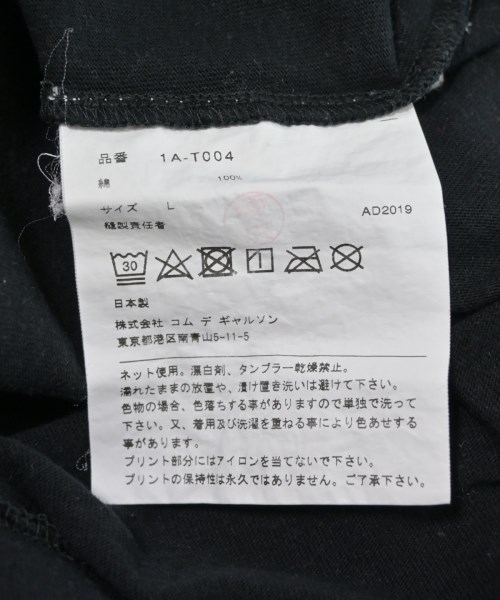 品番 1A-T004
綿 100%
サイズ L AD2019
縫製責任者
30
日本製
株式会社 コム デ ギャルソン
東京都港区南青山5-11-5
ネット使用。漂白剤、タンブラー乾燥禁止。
濡れたままの放置や、漬け置き洗いは避けて下さい。
色物の場合、色落ちする事がありますので単独で洗って
下さい。又、着用及び洗濯を重ねる事により色あせする
事があります。
プリント部分にはアイロンを当てないで下さい。
プリントの保持性は永久ではありません。ご了承下さい。